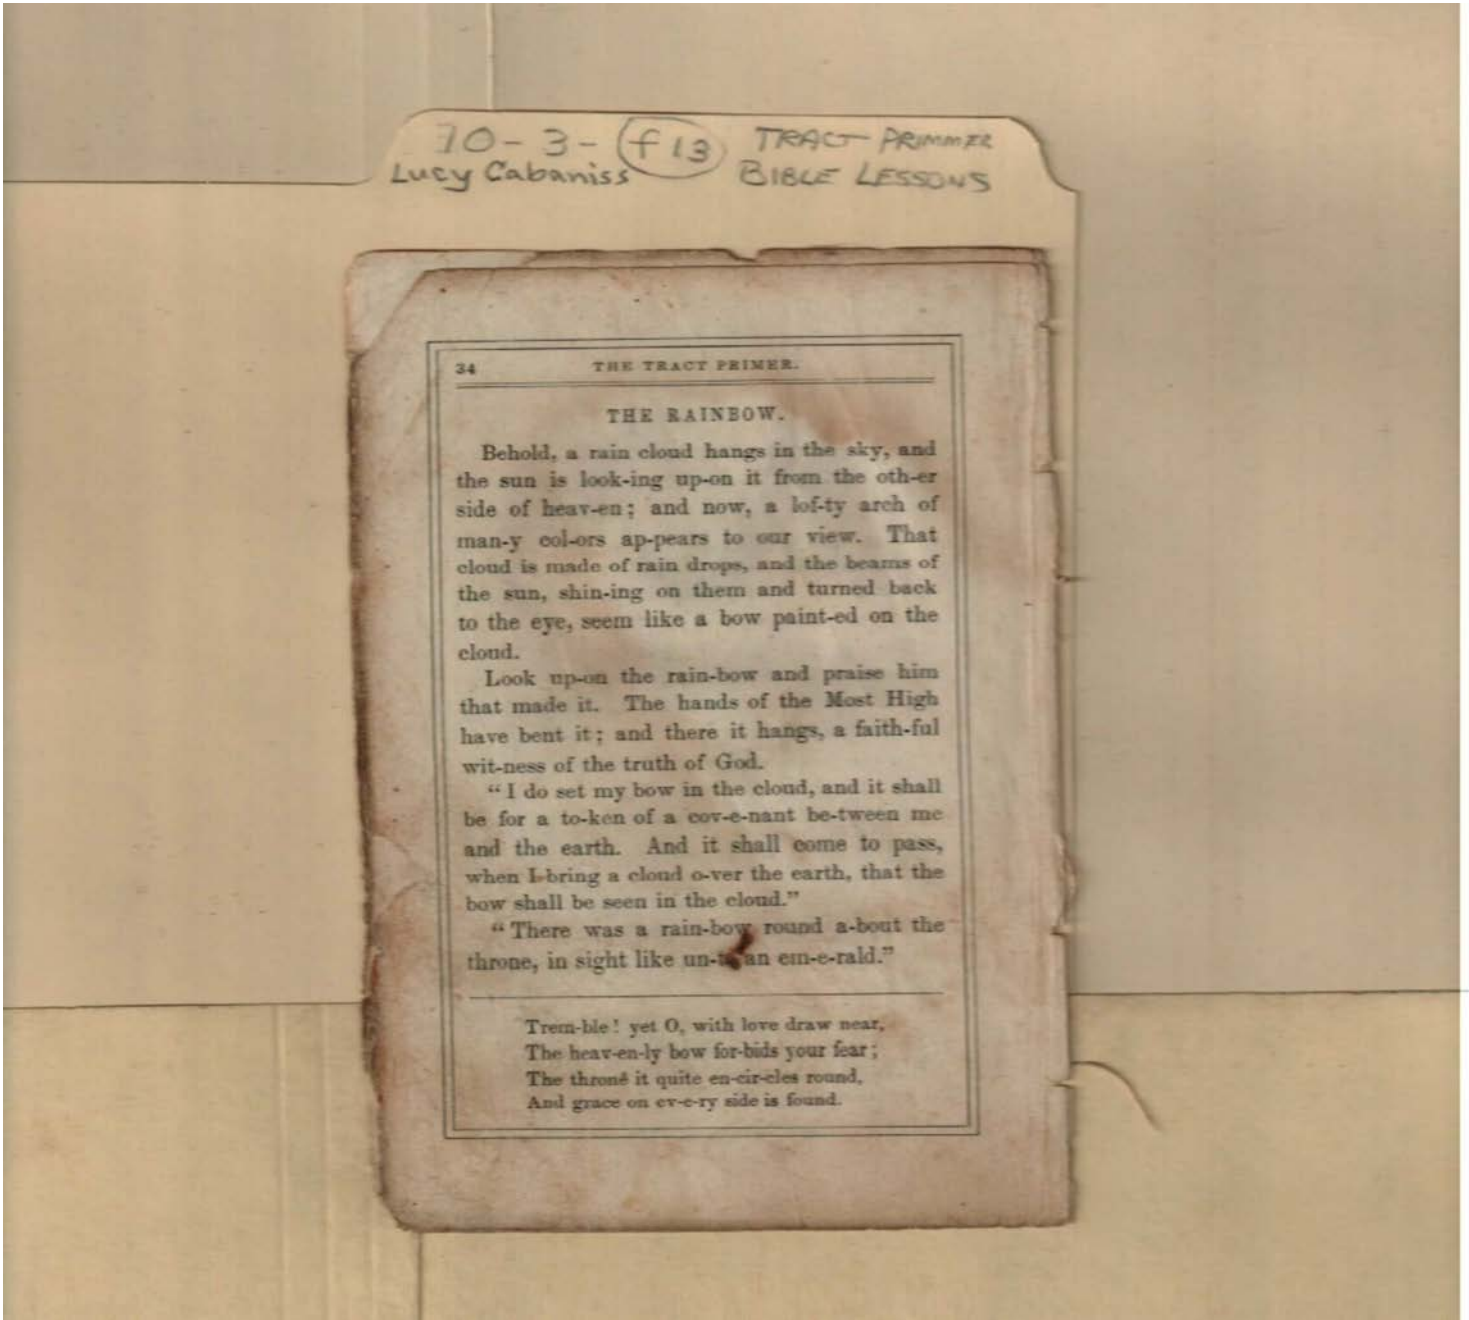 70-3-f13 TRACT PRIMMER
Lucy Cabaniss BIBLE LESSONS
34 THE TRACT PRIMER.
THE RAINBOW.
Behold, a rain cloud hangs in the sky, and
the sun is look-ing up-on it from the oth-er
side of heav-en; and now, a lof-ty arch of
man-y col-ors ap-pears to our view. That
cloud is made of rain drops, and the beams of
the sun, shin-ing on them and turned back
to the eye, seem like a bow paint-ed on the
cloud.
Look up-on the rain-bow and praise him
that made it. The hands of the Most High
have bent it; and there it hangs, a faith-ful
wit-ness of the truth of God.
“I do set my bow in the cloud, and it shall
be for a to-ken of a cov-e-nant be-tween me
and the earth. And it shall come to pass,
when I bring a cloud o-ver the earth, that the
bow shall be seen in the cloud.”
“There was a rain-bow round a-bout the
throne, in sight like un- an em-e-rald.”
Trem-ble! yet O, with love draw near,
The heav-en-ly bow for-bids your fear;
The throne it quite en-cir-cles round,
And grace on ev-e-ry side is found.